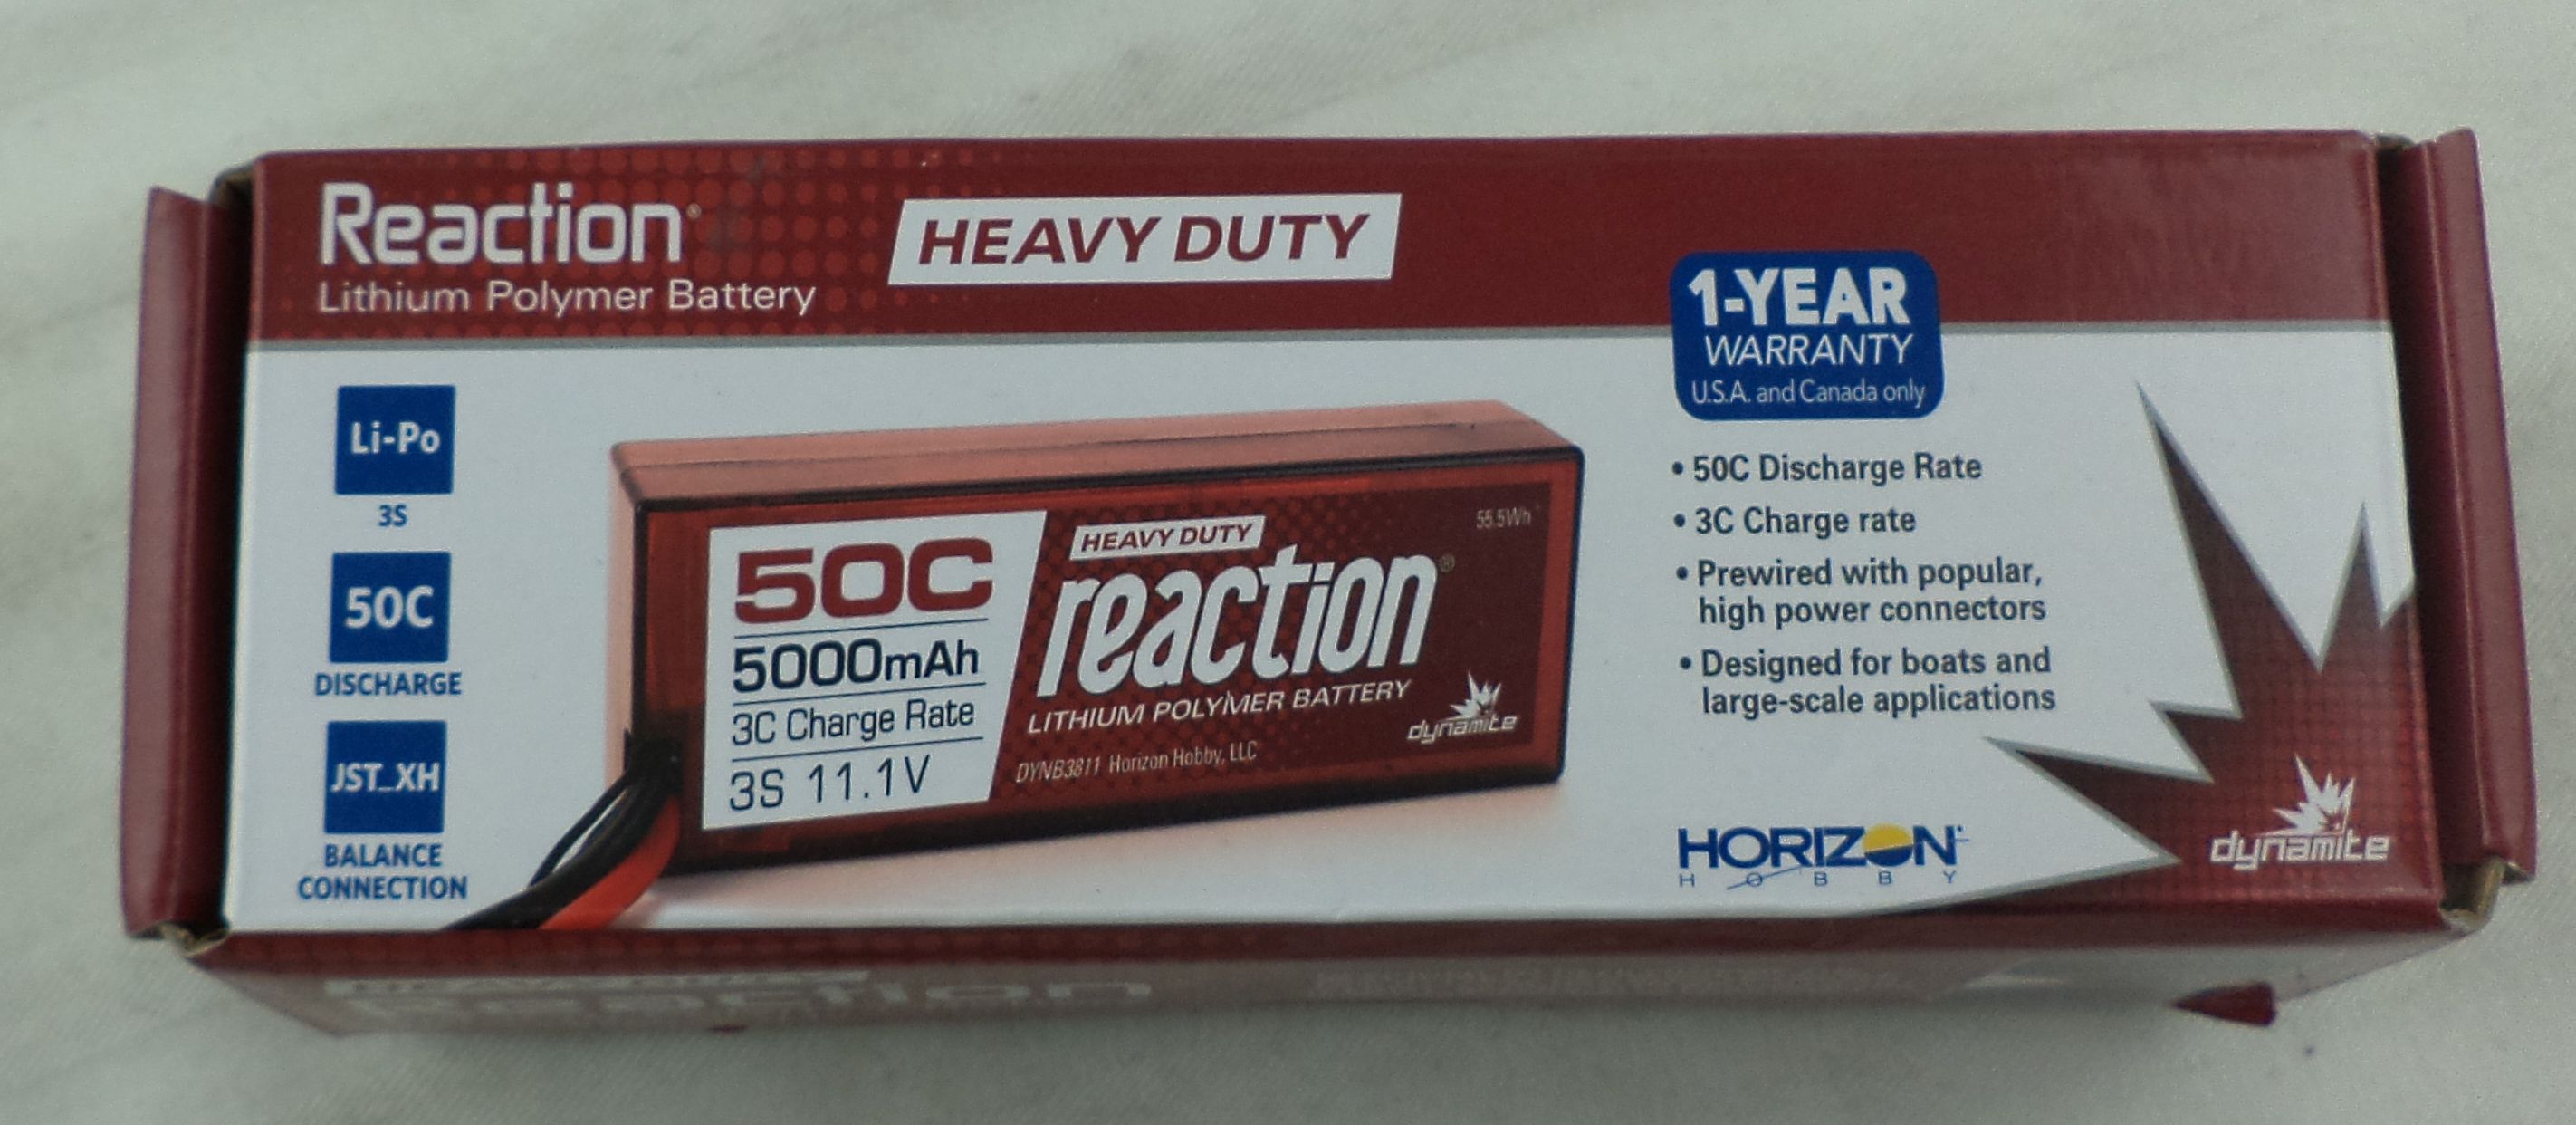 Reaction®
Lithium Polymer Battery
HEAVY DUTY
1-YEAR
WARRANTY
U.S.A. and Canada only
Li-Po
3S
50C
DISCHARGE
JST_XH
BALANCE
CONNECTION
50C
5000mAh
3C Charge Rate
3S 11.1V
HEAVY DUTY
55.5Wh
reaction®
LITHIUM POLYMER BATTERY
dynamite
DYNB3811 Horizon Hobby, LLC
• 50C Discharge Rate
• 3C Charge rate
• Prewired with popular,
high power connectors
• Designed for boats and
large-scale applications
HORIZON
HOBBY
dynamite
Reaction